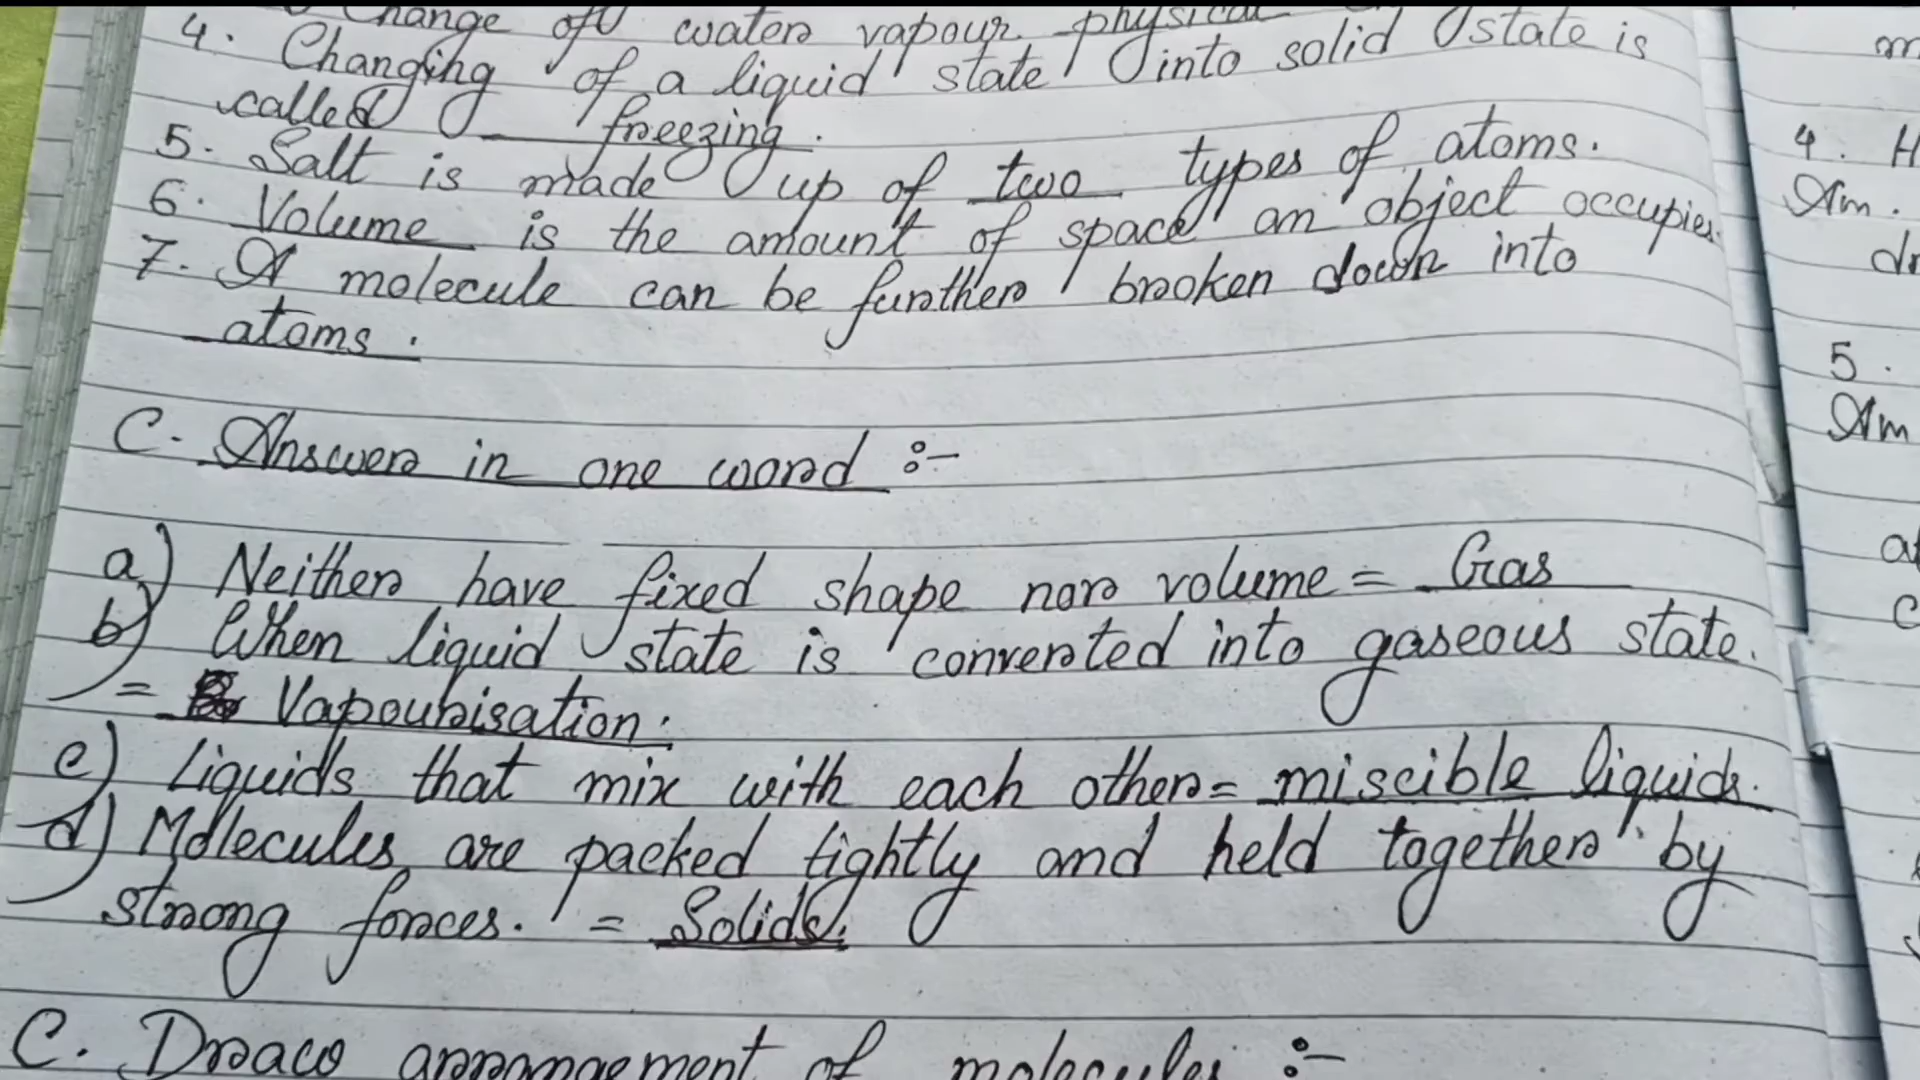 Change of water vapour physical
4. Changing of a liquid state into solid state is
called freezing.
5. Salt is made up of two types of atoms.
6. Volume is the amount of space an object occupies.
7. A molecule can be further broken down into
atoms.
C. Answer in one word :-
a) Neither have fixed shape nor volume = Gas
b) When liquid state is converted into gaseous state.
= Vapourisation.
c) Liquids that mix with each other = miscible liquids.
d) Molecules are packed tightly and held together by
strong forces. = Solids.
C. Draw arrangement of molecules :-
4. H
Am.
5.
Am